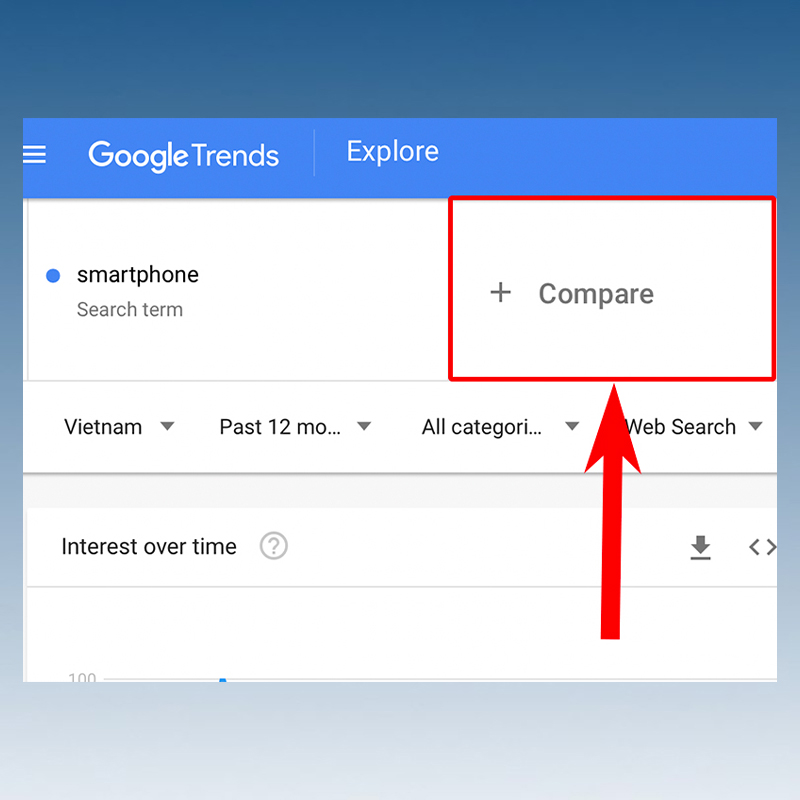 Google Trends Explore
smartphone
Search term
+ Compare
Vietnam Past 12 mo... All categori... Web Search
Interest over time ?
100